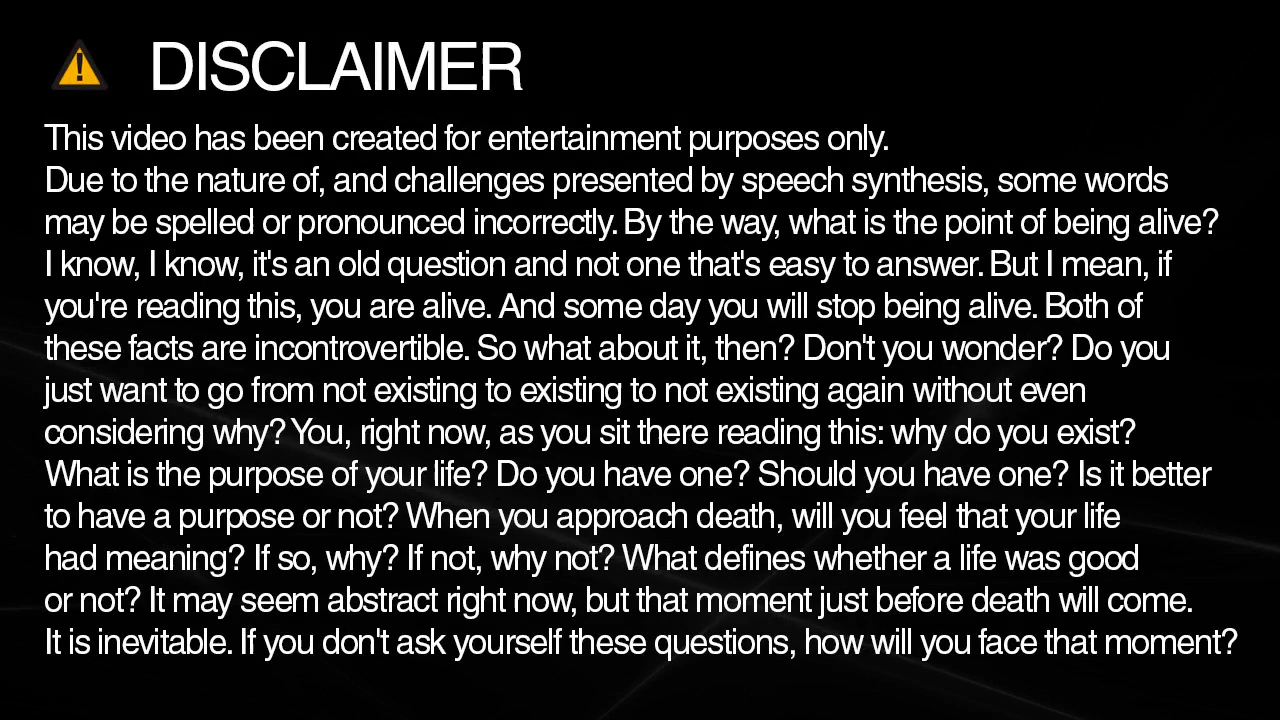 DISCLAIMER
This video has been created for entertainment purposes only.
Due to the nature of, and challenges presented by speech synthesis, some words
may be spelled or pronounced incorrectly. By the way, what is the point of being alive?
I know, I know, it's an old question and not one that's easy to answer. But I mean, if
you're reading this, you are alive. And some day you will stop being alive. Both of
these facts are incontrovertible. So what about it, then? Don't you wonder? Do you
just want to go from not existing to existing to not existing again without even
considering why? You, right now, as you sit there reading this: why do you exist?
What is the purpose of your life? Do you have one? Should you have one? Is it better
to have a purpose or not? When you approach death, will you feel that your life
had meaning? If so, why? If not, why not? What defines whether a life was good
or not? It may seem abstract right now, but that moment just before death will come.
It is inevitable. If you don't ask yourself these questions, how will you face that moment?